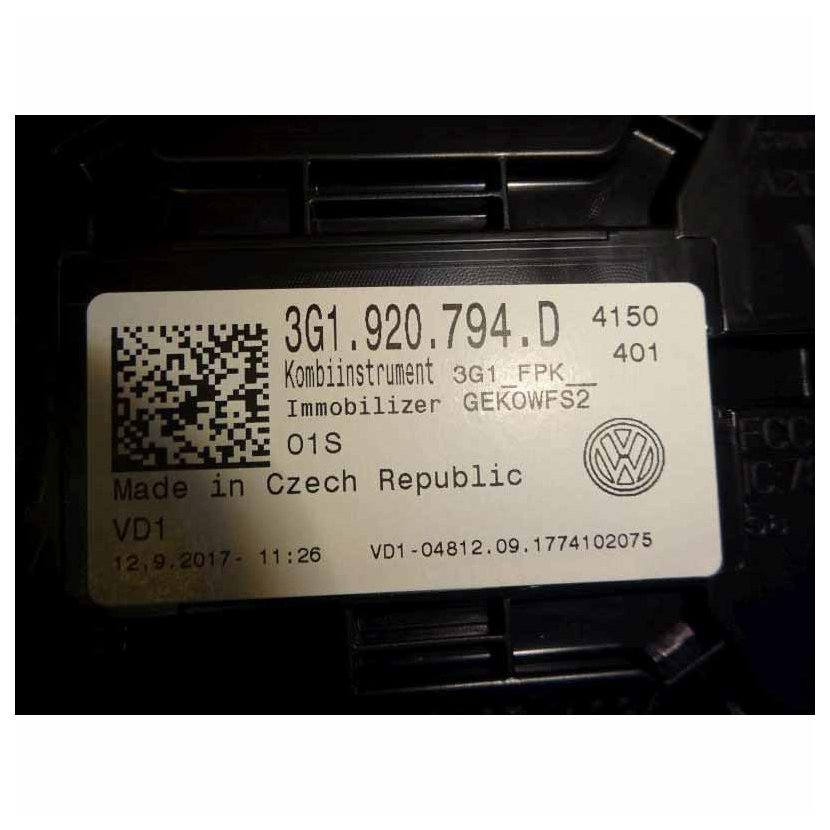 3G1.920.794.D 4150
401
Kombiinstrument 3G1_FPK__
Immobilizer GEKOWFS2
01S
Made in Czech Republic
VD1
12.9.2017- 11:26 VD1-04812.09.1774102075
FCC